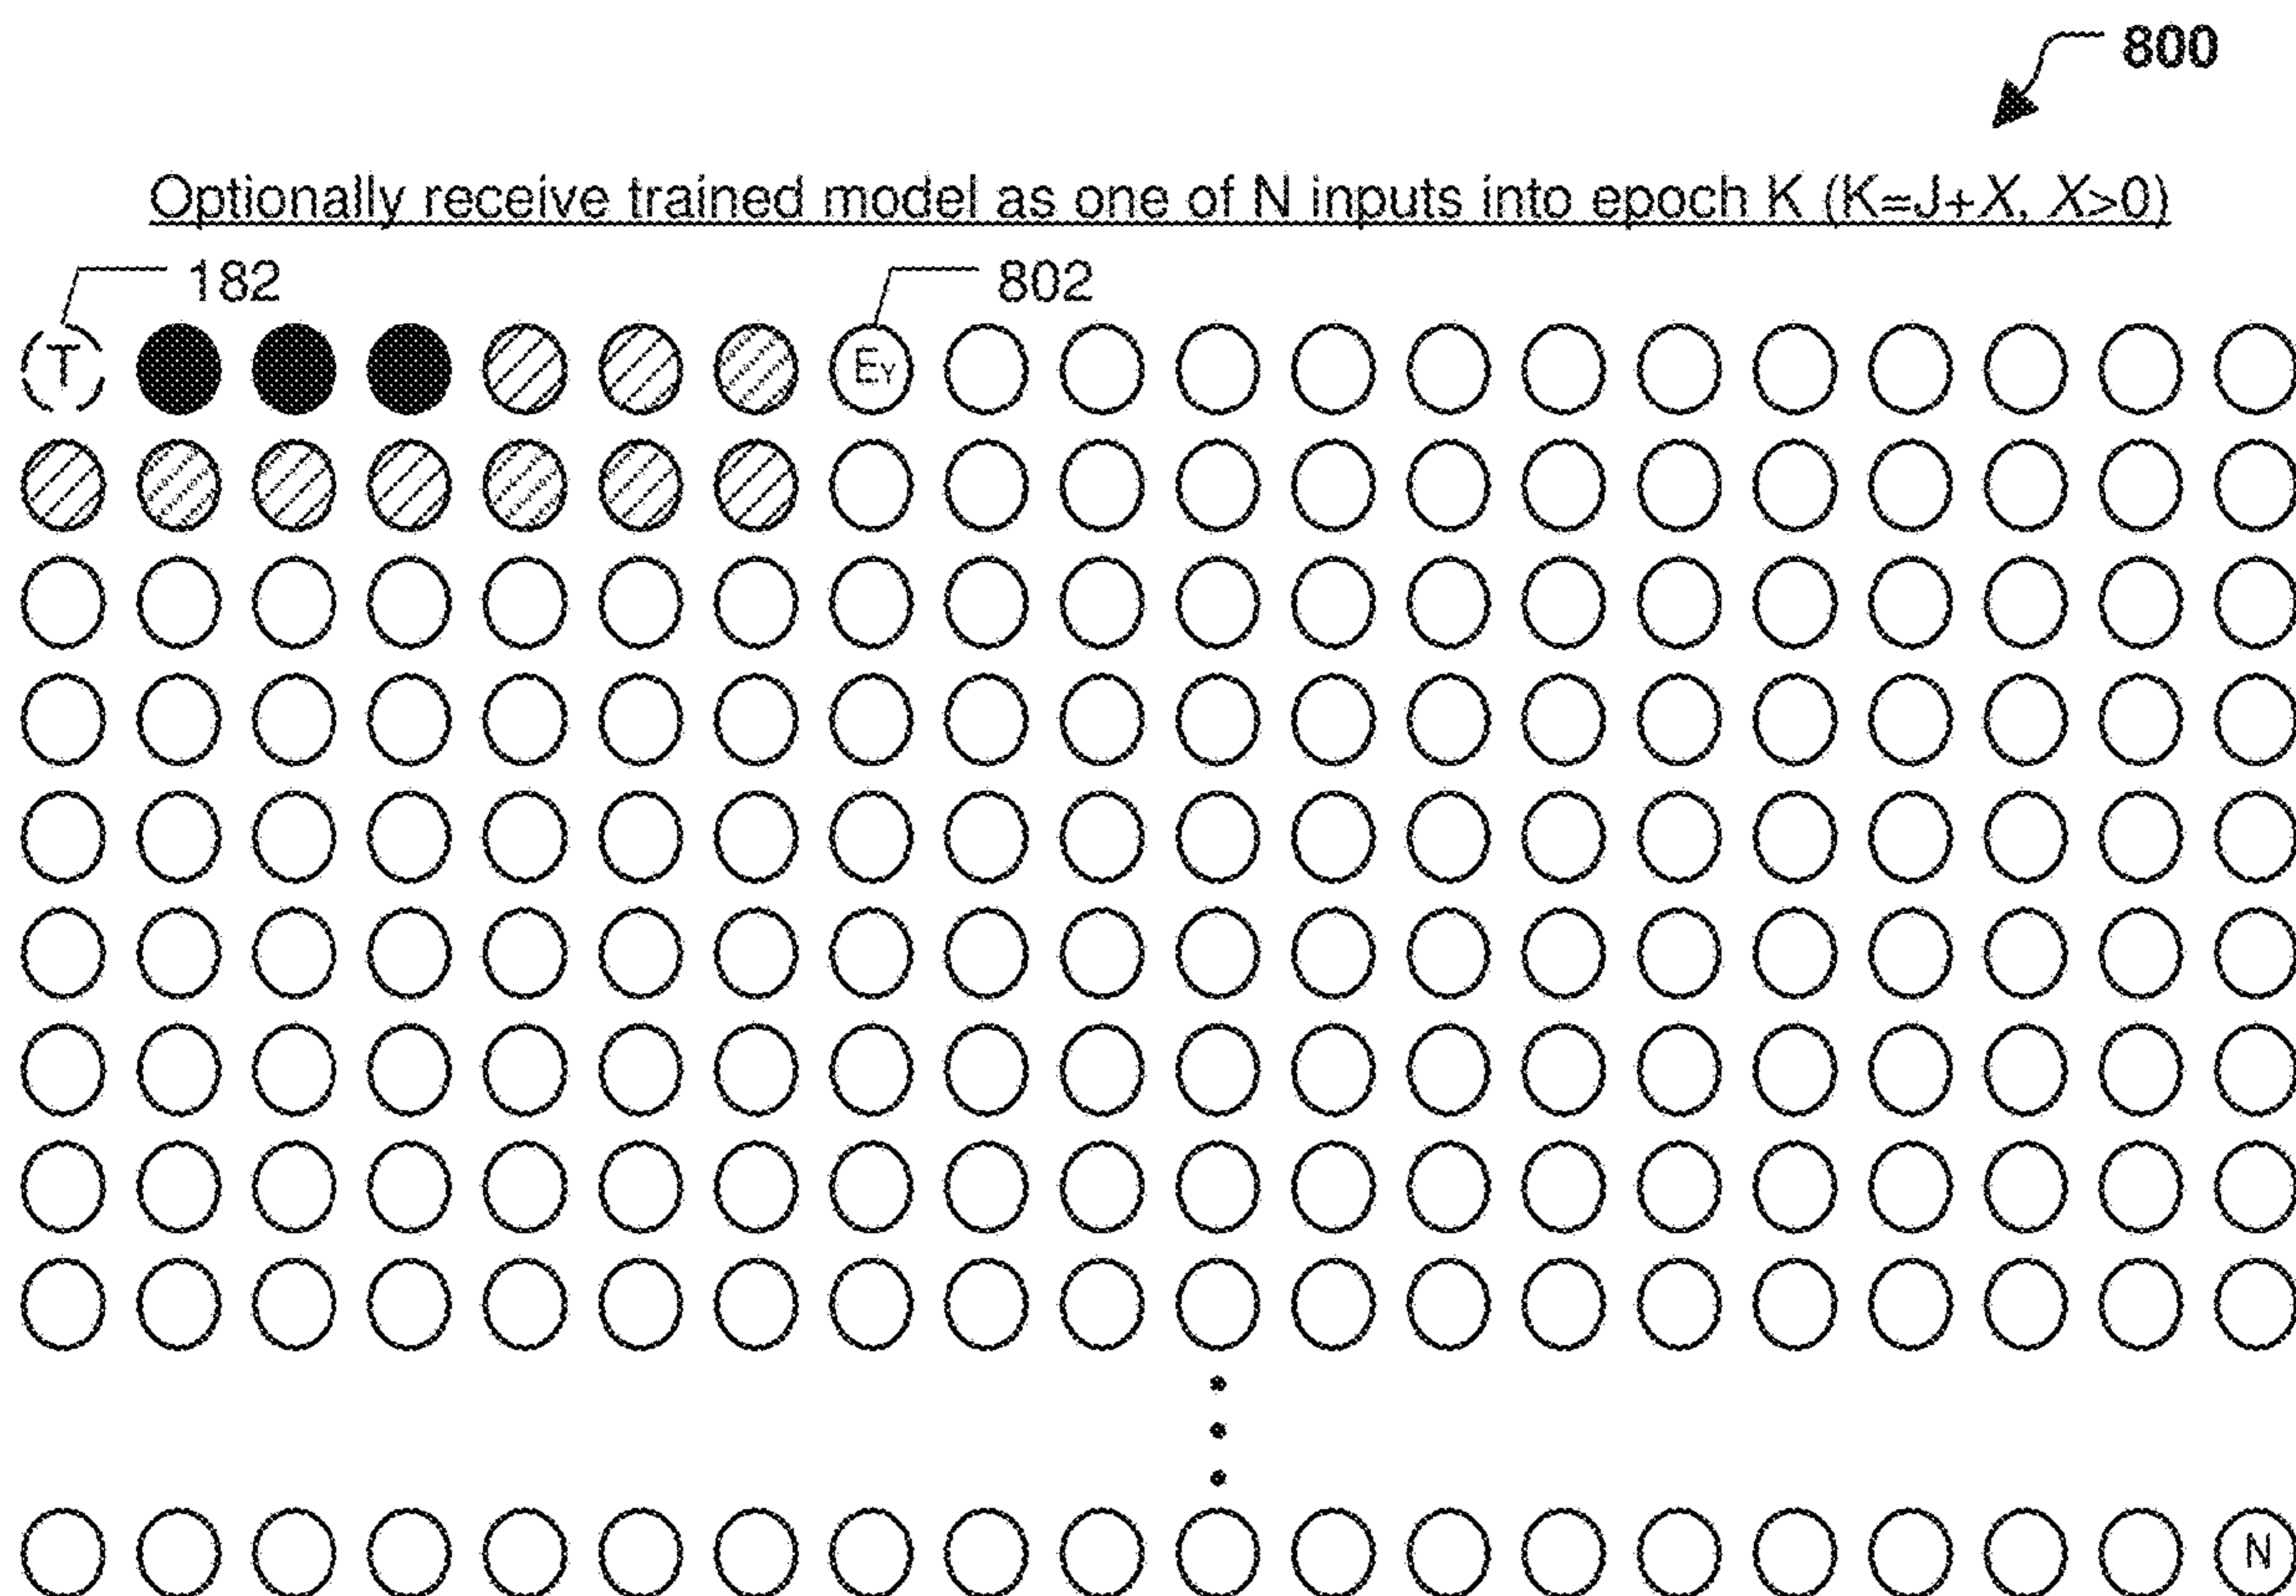 800
Optionally receive trained model as one of N inputs into epoch K (K=J+X, X>0)
182 802
T EY
N